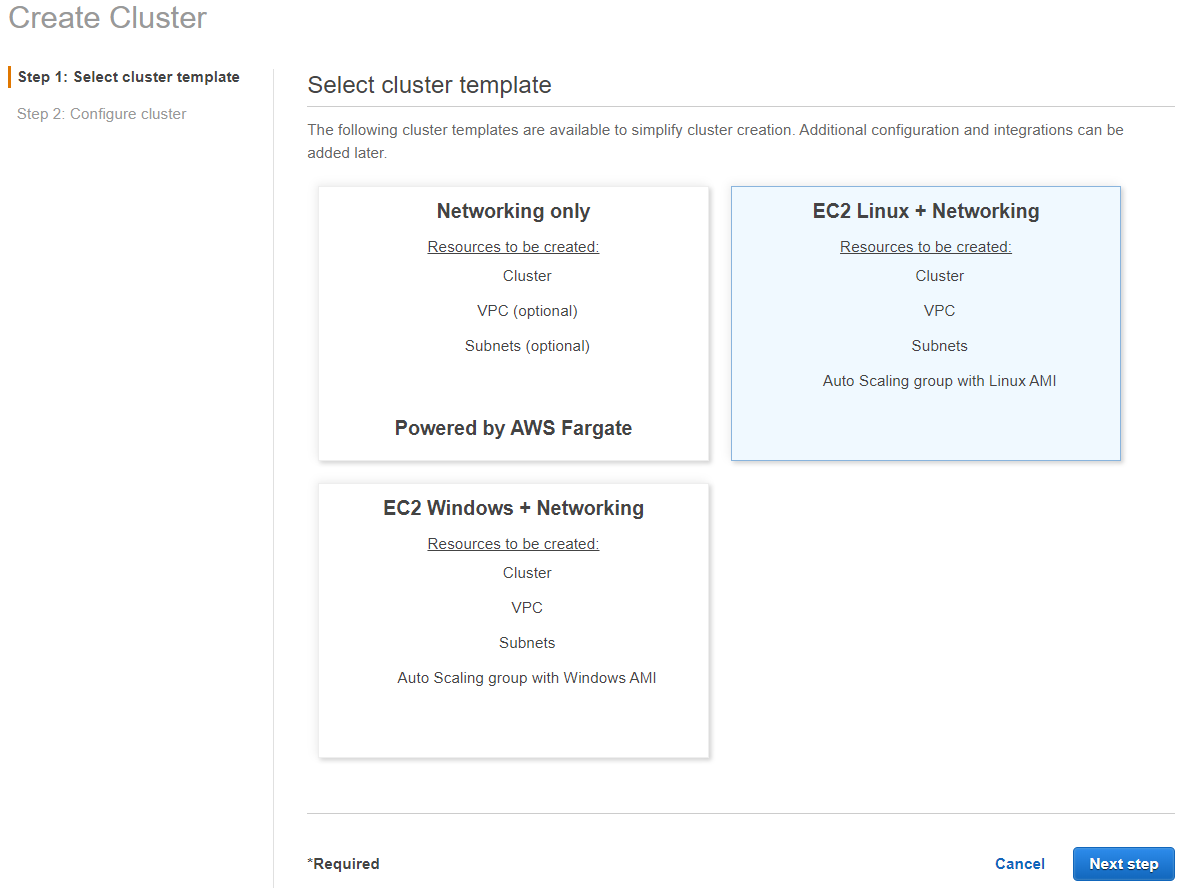 Create Cluster
Step 1: Select cluster template
Step 2: Configure cluster
Select cluster template
The following cluster templates are available to simplify cluster creation. Additional configuration and integrations can be
added later.
Networking only
Resources to be created:
Cluster
VPC (optional)
Subnets (optional)
Powered by AWS Fargate
EC2 Linux + Networking
Resources to be created:
Cluster
VPC
Subnets
Auto Scaling group with Linux AMI
EC2 Windows + Networking
Resources to be created:
Cluster
VPC
Subnets
Auto Scaling group with Windows AMI
*Required
Cancel
Next step